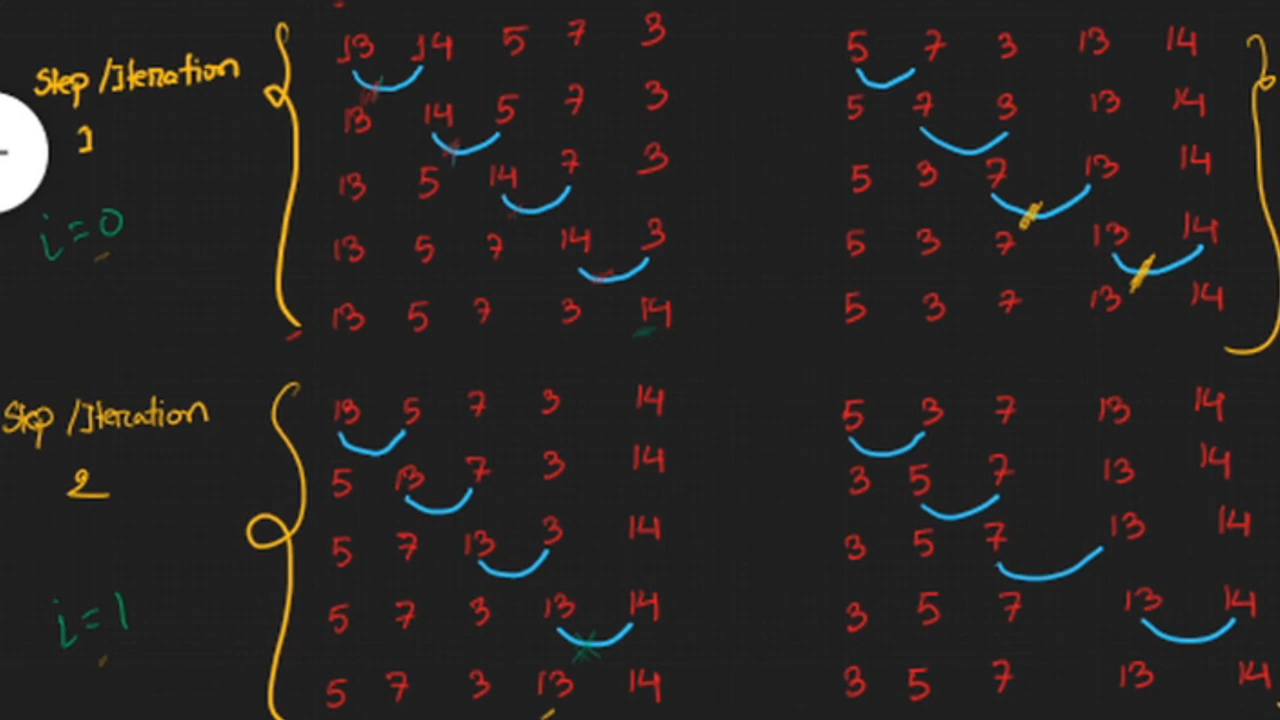 Step /Iteration
1
i=0
13 14 5 7 3
13 14 5 7 3
13 5 14 7 3
13 5 7 14 3
13 5 7 3 14
5 7 3 13 14
5 7 3 13 14
5 3 7 13 14
5 3 7 13 14
5 3 7 13 14
Step /Iteration
2
i=1
13 5 7 3 14
5 13 7 3 14
5 7 13 3 14
5 7 3 13 14
5 7 3 13 14
5 3 7 13 14
3 5 7 13 14
3 5 7 13 14
3 5 7 13 14
3 5 7 13 14